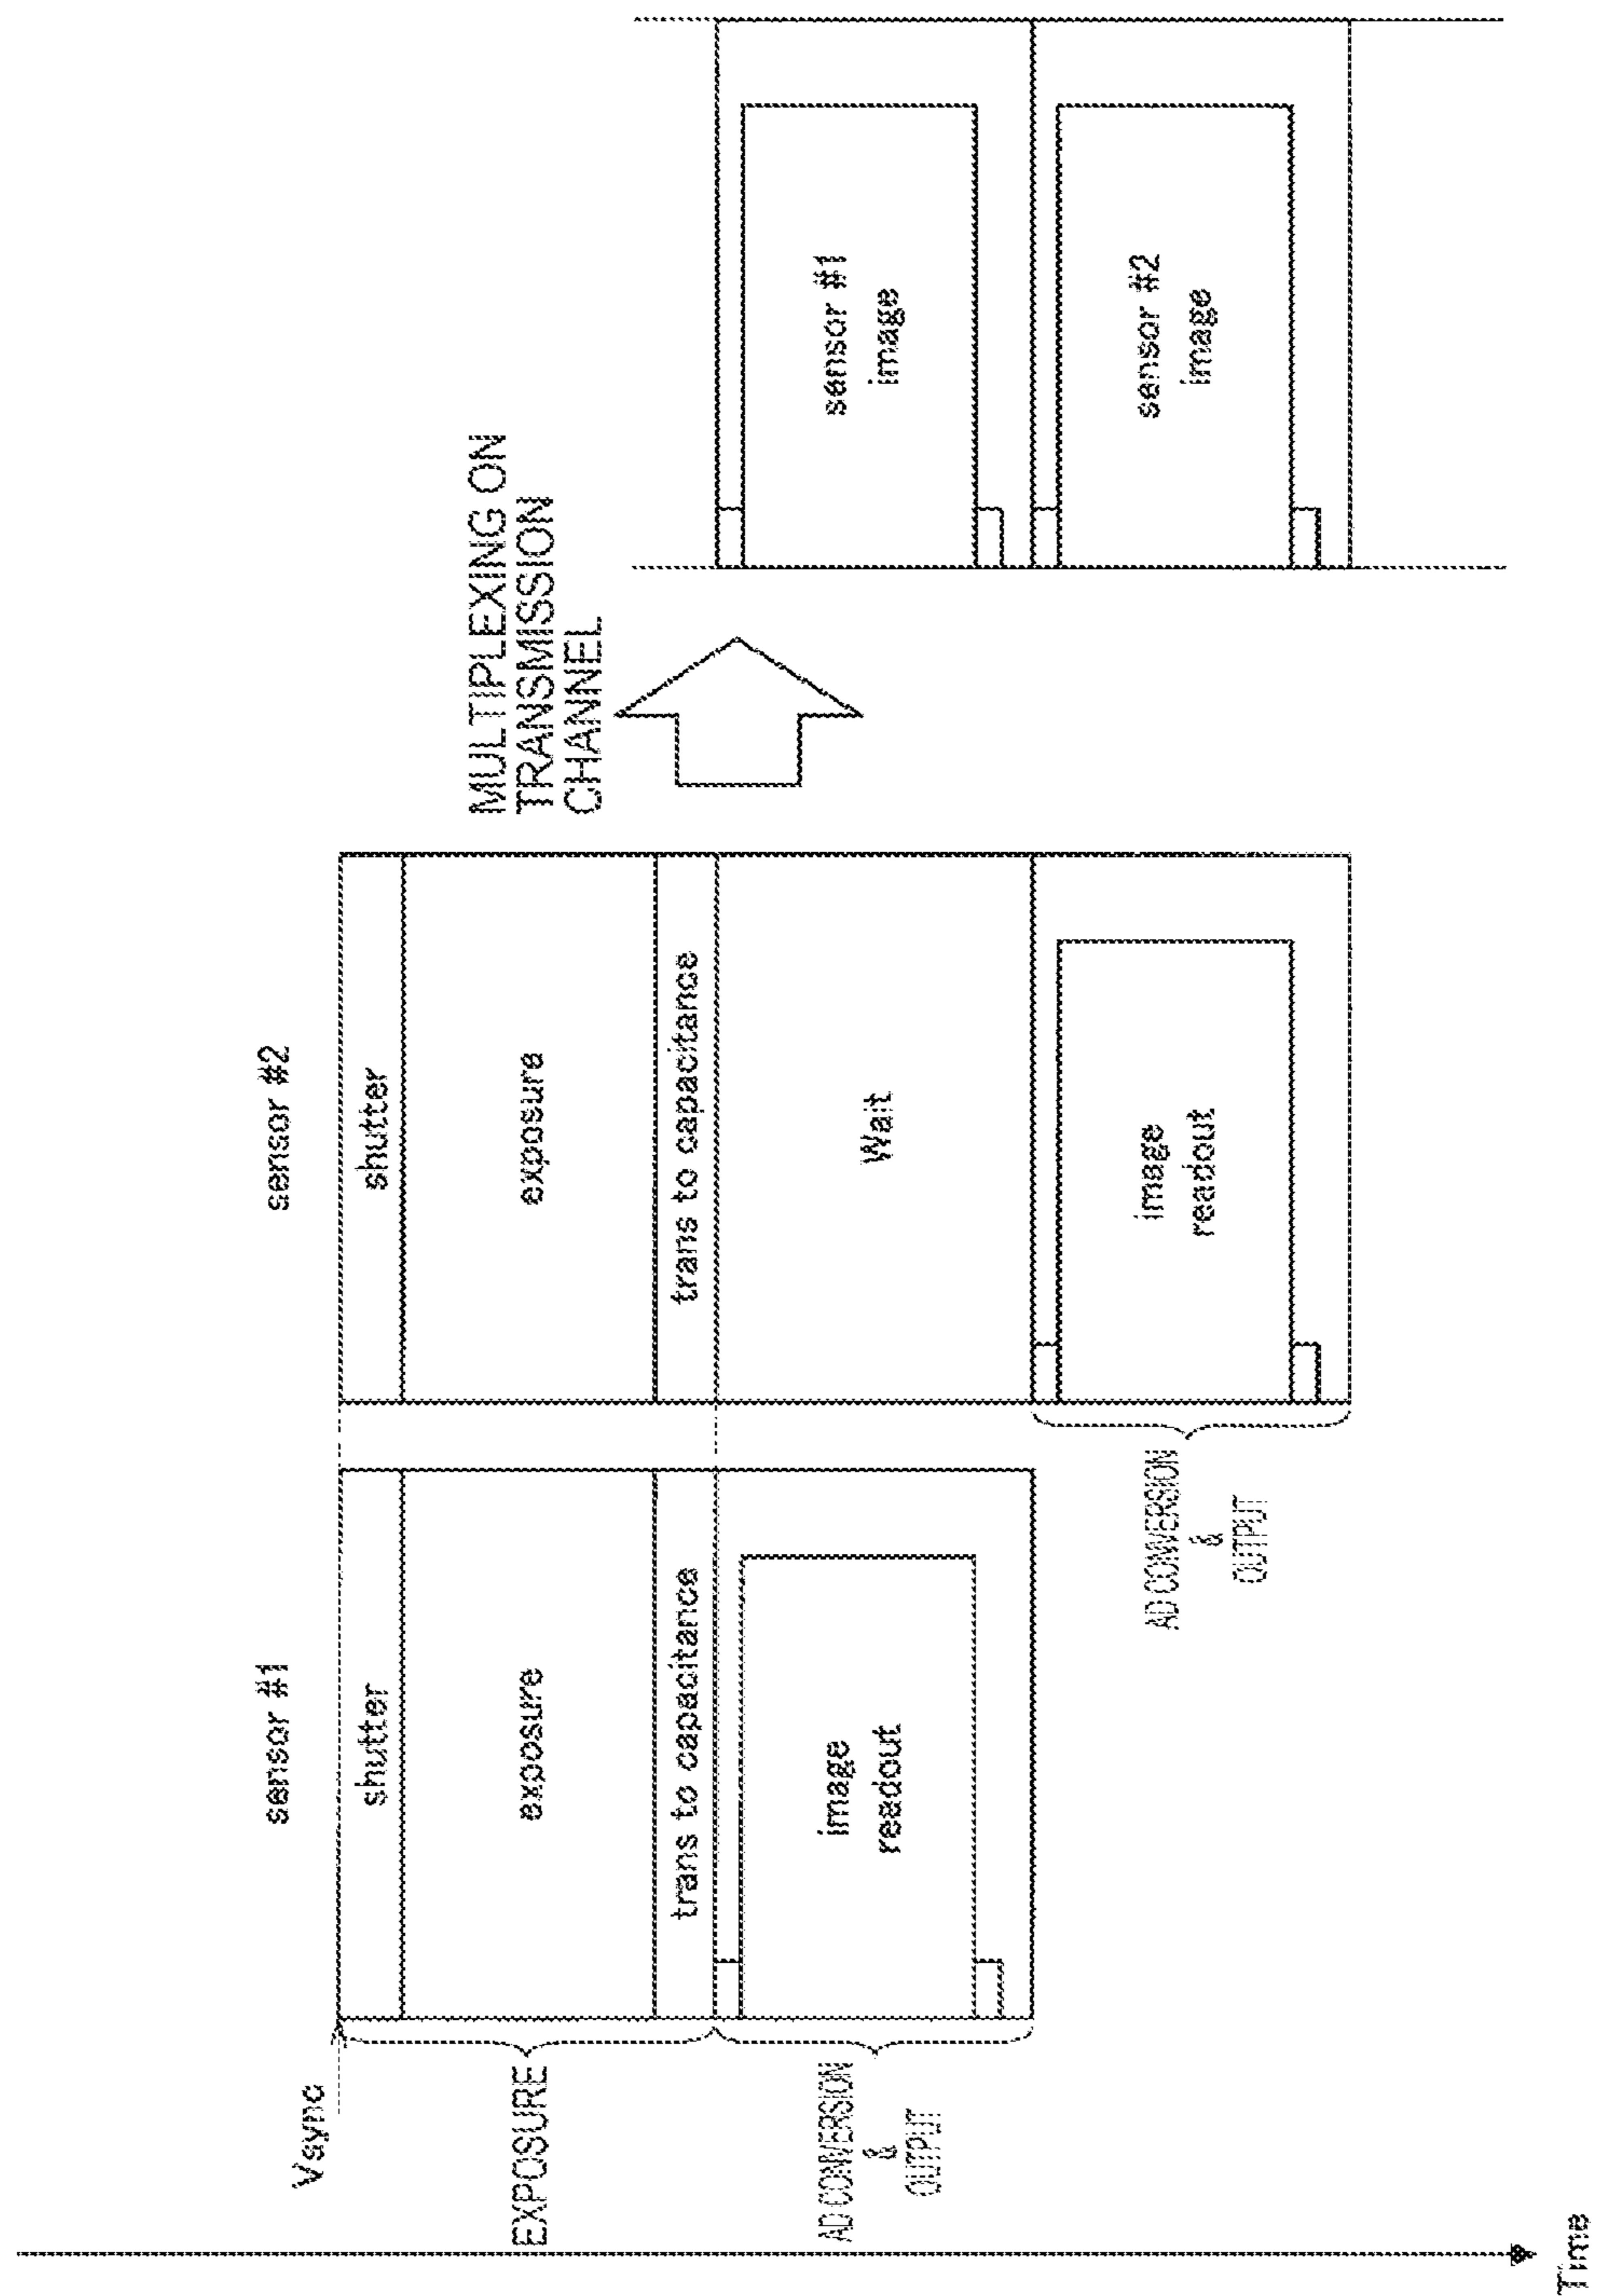 Vsync
EXPOSURE
AD CONVERSION
&
OUTPUT
Time
sensor #1
shutter
exposure
trans to capacitance
image
readout
AD CONVERSION
&
OUTPUT
sensor #2
shutter
exposure
trans to capacitance
Wait
image
readout
MULTIPLEXING ON
TRANSMISSION
CHANNEL
sensor #1
image
sensor #2
image